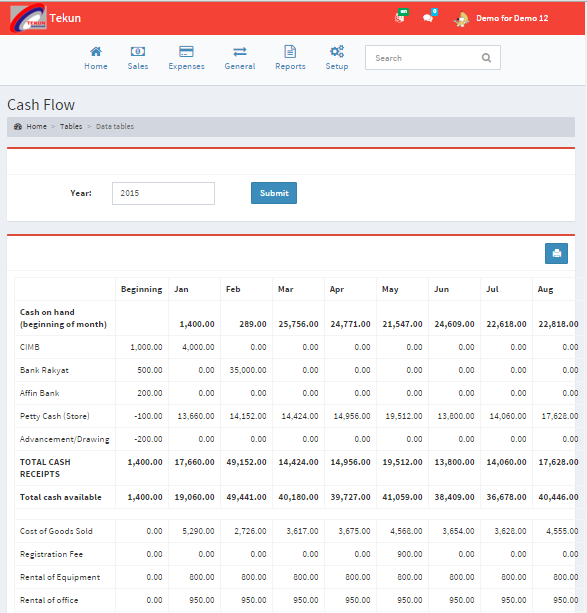 TEKUN
Tekun
Demo for Demo 12
Home Sales Expenses General Reports Setup Search
Cash Flow
Home > Tables > Data tables
Year: 2015 Submit
Beginning Jan Feb Mar Apr May Jun Jul Aug
Cash on hand
(beginning of month) 1,400.00 289.00 25,756.00 24,771.00 21,547.00 24,609.00 22,618.00 22,818.00
CIMB 1,000.00 4,000.00 0.00 0.00 0.00 0.00 0.00 0.00 0.00
Bank Rakyat 500.00 0.00 35,000.00 0.00 0.00 0.00 0.00 0.00 0.00
Affin Bank 200.00 0.00 0.00 0.00 0.00 0.00 0.00 0.00 0.00
Petty Cash (Store) -100.00 13,660.00 14,152.00 14,424.00 14,956.00 19,512.00 13,800.00 14,060.00 17,628.00
Advancement/Drawing -200.00 0.00 0.00 0.00 0.00 0.00 0.00 0.00 0.00
TOTAL CASH
RECEIPTS 1,400.00 17,660.00 49,152.00 14,424.00 14,956.00 19,512.00 13,800.00 14,060.00 17,628.00
Total cash available 1,400.00 19,060.00 49,441.00 40,180.00 39,727.00 41,059.00 38,409.00 36,678.00 40,446.00
Cost of Goods Sold 0.00 5,290.00 2,726.00 3,617.00 3,675.00 4,568.00 3,654.00 3,628.00 4,555.00
Registration Fee 0.00 0.00 0.00 0.00 0.00 900.00 0.00 0.00 0.00
Rental of Equipment 0.00 800.00 800.00 800.00 800.00 800.00 800.00 800.00 800.00
Rental of office 0.00 950.00 950.00 950.00 950.00 950.00 950.00 950.00 950.00